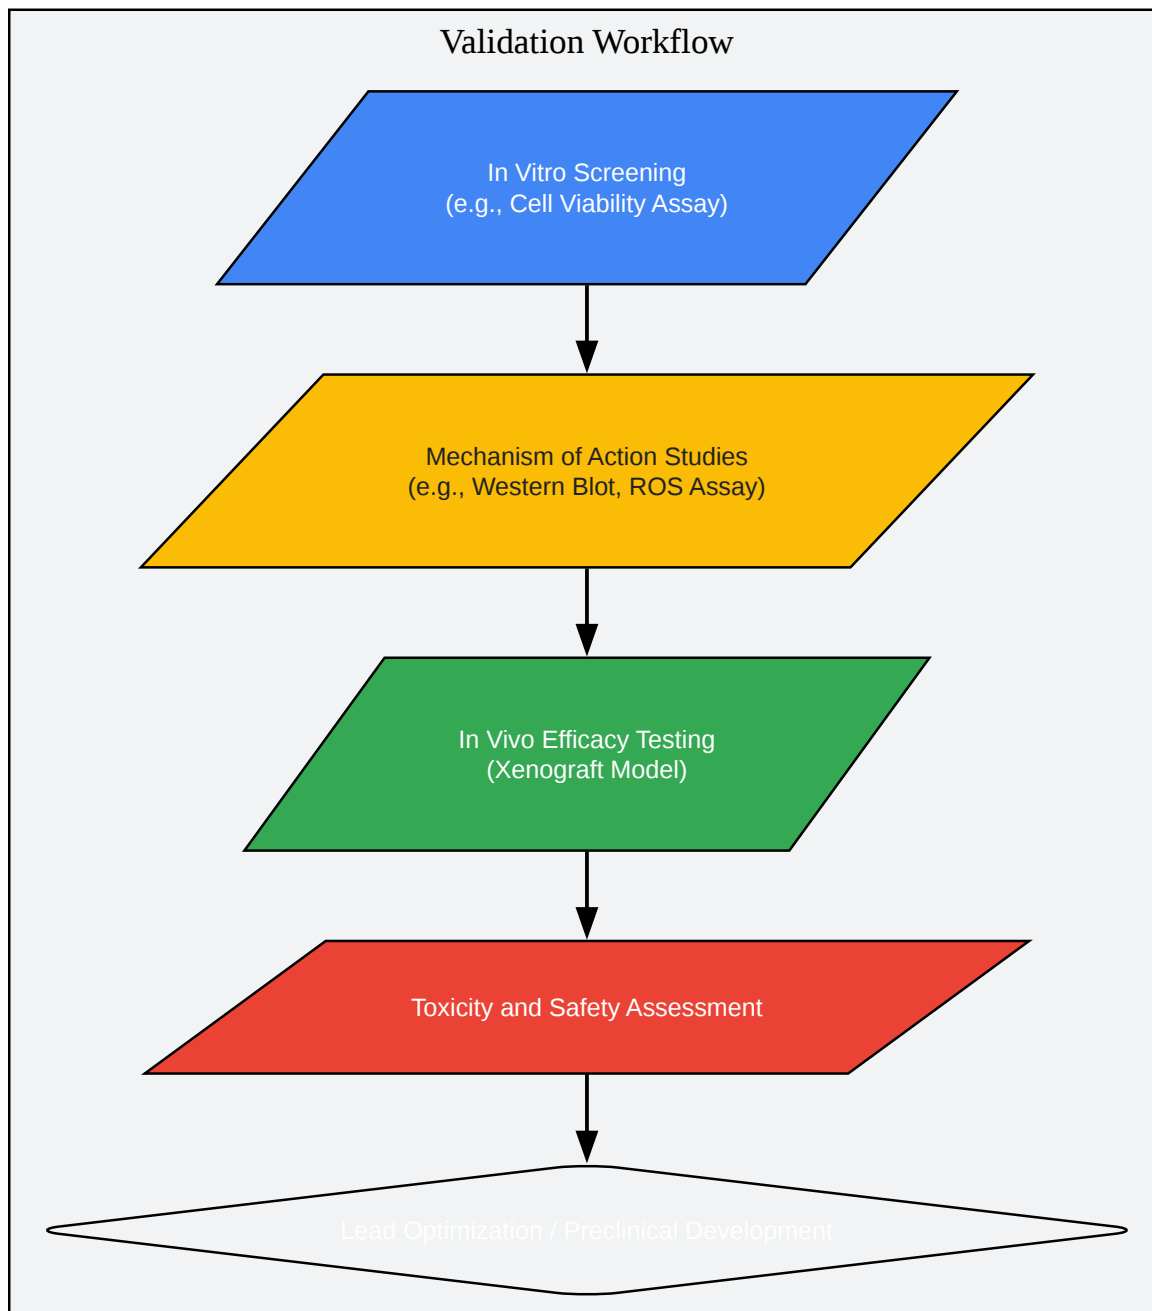 Validation Workflow
In Vitro Screening
(e.g., Cell Viability Assay)
Mechanism of Action Studies
(e.g., Western Blot, ROS Assay)
In Vivo Efficacy Testing
(Xenograft Model)
Toxicity and Safety Assessment
Lead Optimization / Preclinical Development